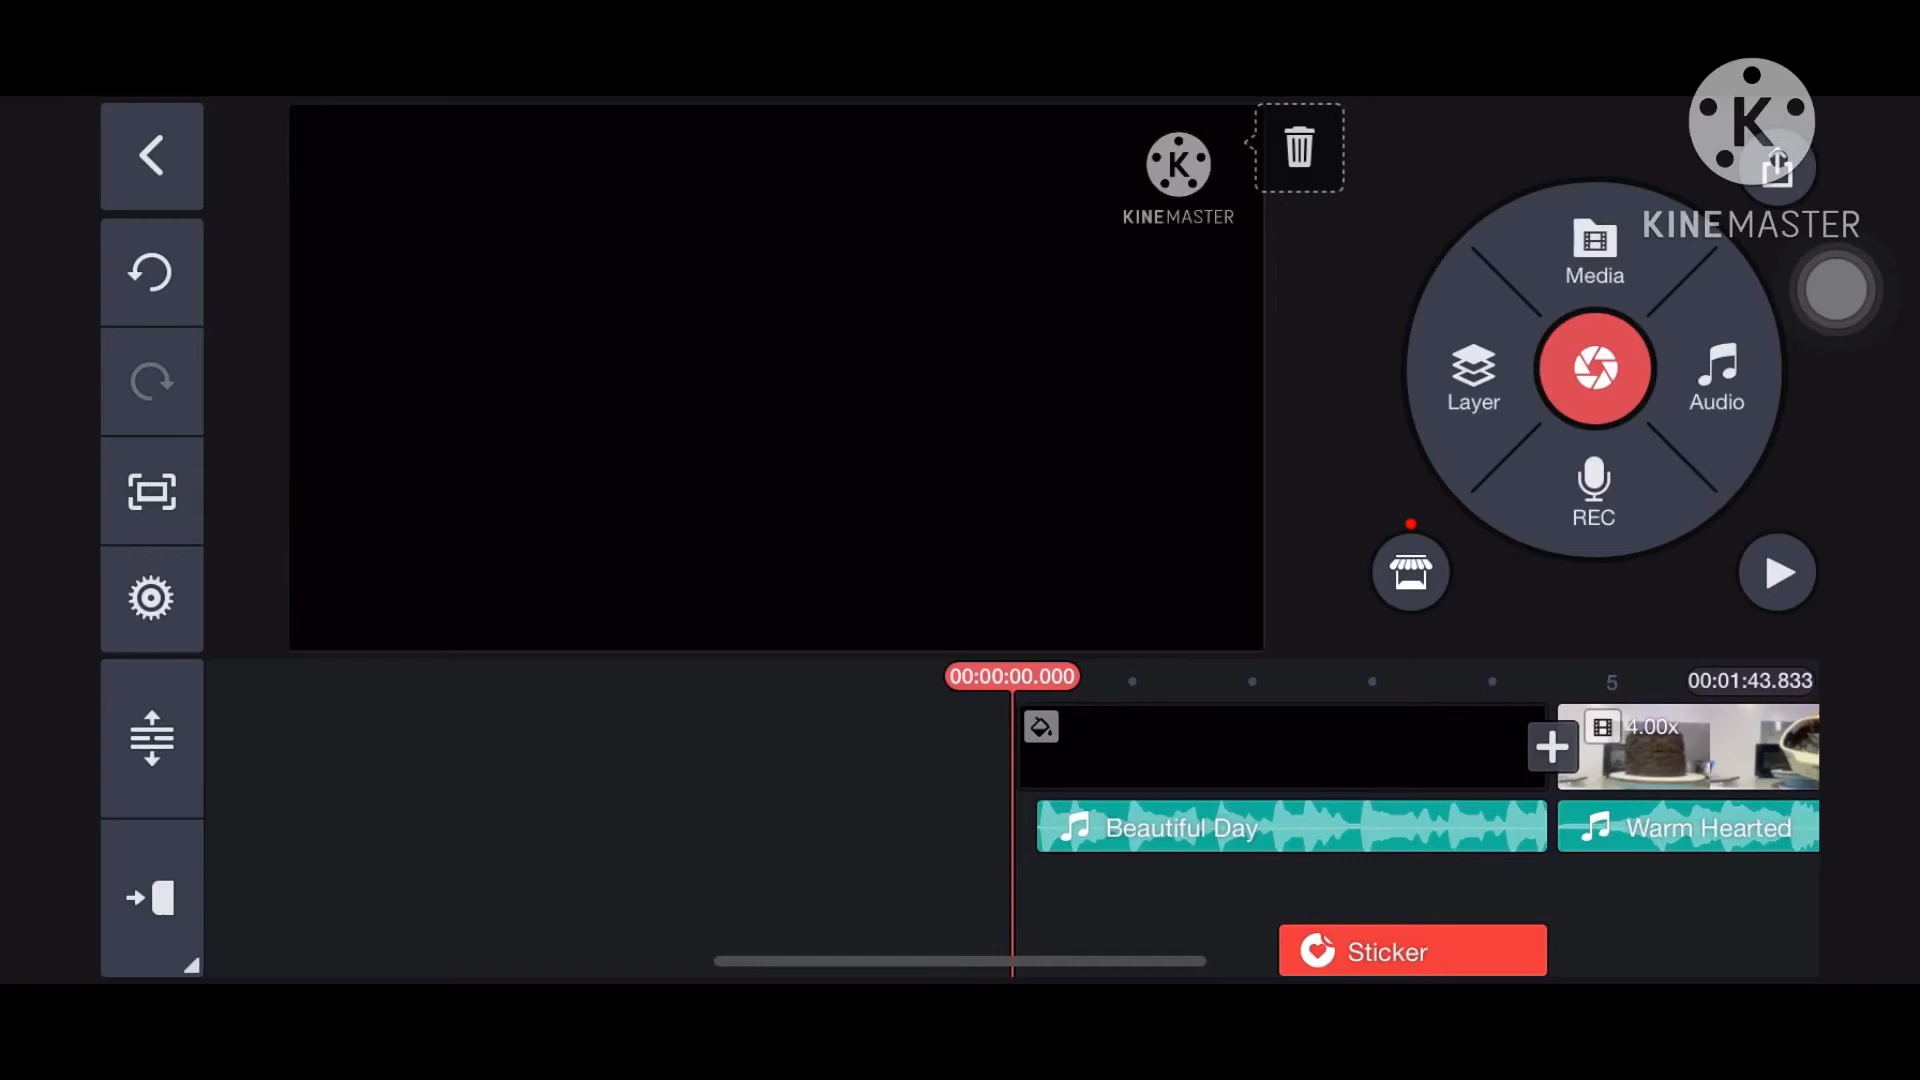 K
KINEMASTER
K
KINEMASTER
Media
Layer
Audio
REC
00:00:00.000
5
00:01:43.833
4.00x
Beautiful Day
Warm Hearted
Sticker